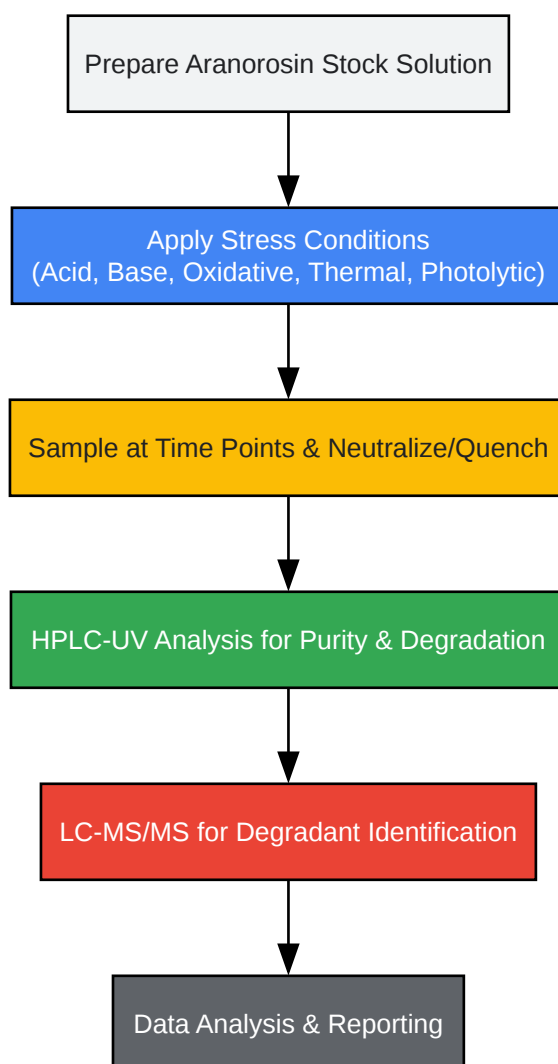 Prepare Aranorosin Stock Solution
Apply Stress Conditions
(Acid, Base, Oxidative, Thermal, Photolytic)
Sample at Time Points & Neutralize/Quench
HPLC-UV Analysis for Purity & Degradation
LC-MS/MS for Degradant Identification
Data Analysis & Reporting